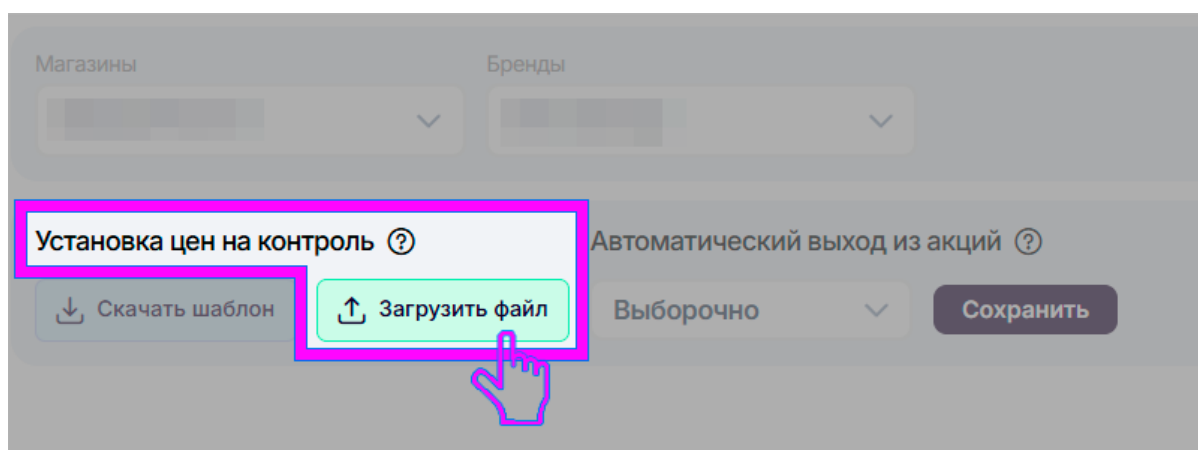 Магазины
Бренды
Установка цен на контроль
Автоматический выход из акций
Скачать шаблон
Загрузить файл
Выборочно
Сохранить